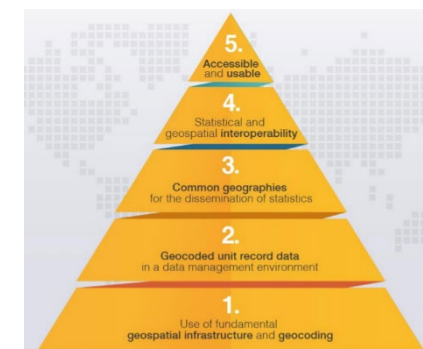 5.
Accessible
and usable
4.
Statistical and
geospatial interoperability
3.
Common geographies
for the dissemination of statistics
2.
Geocoded unit record data
in a data management environment
1.
Use of fundamental
geospatial infrastructure and geocoding